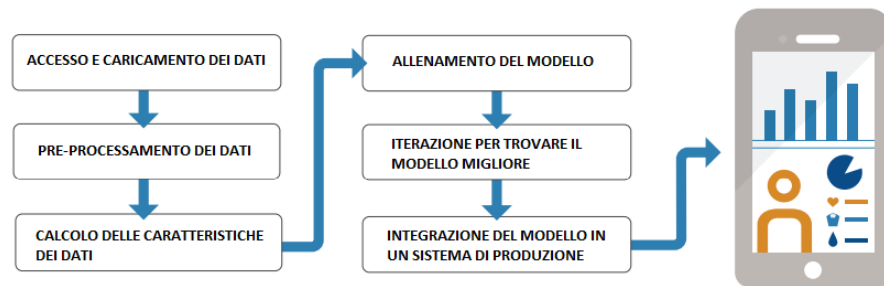 ACCESSO E CARICAMENTO DEI DATI
PRE-PROCESSAMENTO DEI DATI
CALCOLO DELLE CARATTERISTICHE
DEI DATI
ALLENAMENTO DEL MODELLO
ITERAZIONE PER TROVARE IL
MODELLO MIGLIORE
INTEGRAZIONE DEL MODELLO IN
UN SISTEMA DI PRODUZIONE